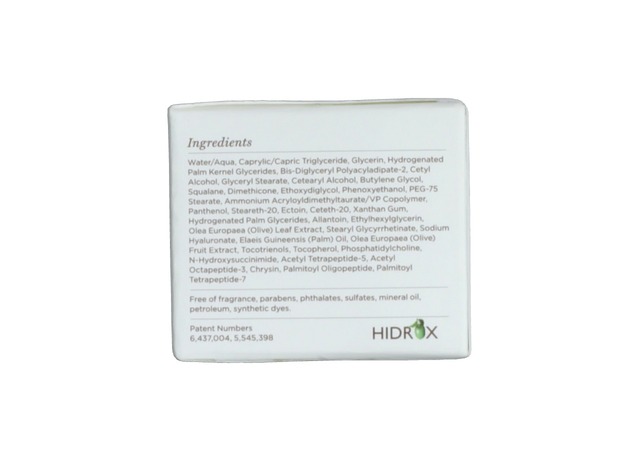 Ingredients
Water/Aqua, Caprylic/Capric Triglyceride, Glycerin, Hydrogenated
Palm Kernel Glycerides, Bis-Diglyceryl Polyacyladipate-2, Cetyl
Alcohol, Glyceryl Stearate, Cetearyl Alcohol, Butylene Glycol,
Squalane, Dimethicone, Ethoxydiglycol, Phenoxyethanol, PEG-75
Stearate, Ammonium Acryloyldimethyltaurate/VP Copolymer,
Panthenol, Steareth-20, Ectoin, Ceteth-20, Xanthan Gum,
Hydrogenated Palm Glycerides, Allantoin, Ethylhexylglycerin,
Olea Europaea (Olive) Leaf Extract, Stearyl Glycyrrhetinate, Sodium
Hyaluronate, Elaeis Guineensis (Palm) Oil, Olea Europaea (Olive)
Fruit Extract, Tocotrienols, Tocopherol, Phosphatidylcholine,
N-Hydroxysuccinimide, Acetyl Tetrapeptide-5, Acetyl
Octapeptide-3, Chrysin, Palmitoyl Oligopeptide, Palmitoyl
Tetrapeptide-7
Free of fragrance, parabens, phthalates, sulfates, mineral oil,
petroleum, synthetic dyes.
Patent Numbers
6,437,004, 5,545,398
HIDROX